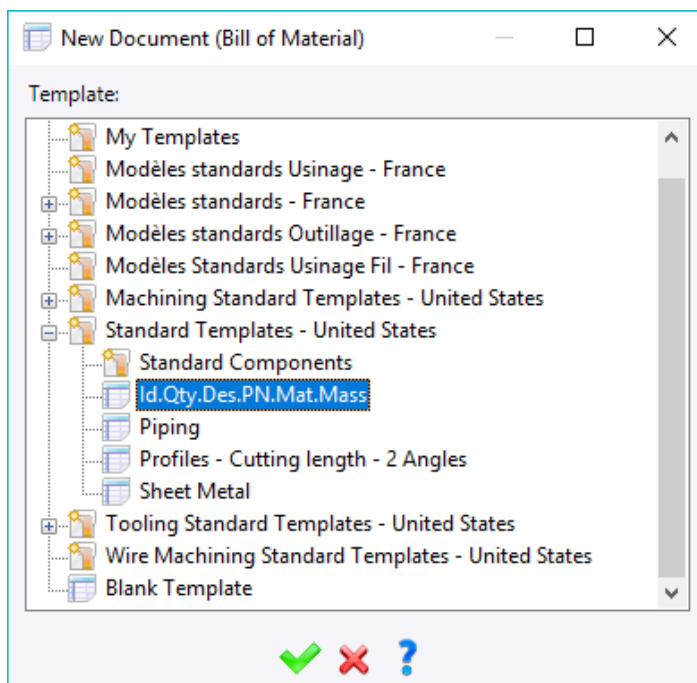 New Document (Bill of Material)
Template:
My Templates
Modèles standards Usinage - France
Modèles standards - France
Modèles standards Outillage - France
Modèles Standards Usinage Fil - France
Machining Standard Templates - United States
Standard Templates - United States
Standard Components
Id.Qty.Des.PN.Mat.Mass
Piping
Profiles - Cutting length - 2 Angles
Sheet Metal
Tooling Standard Templates - United States
Wire Machining Standard Templates - United States
Blank Template